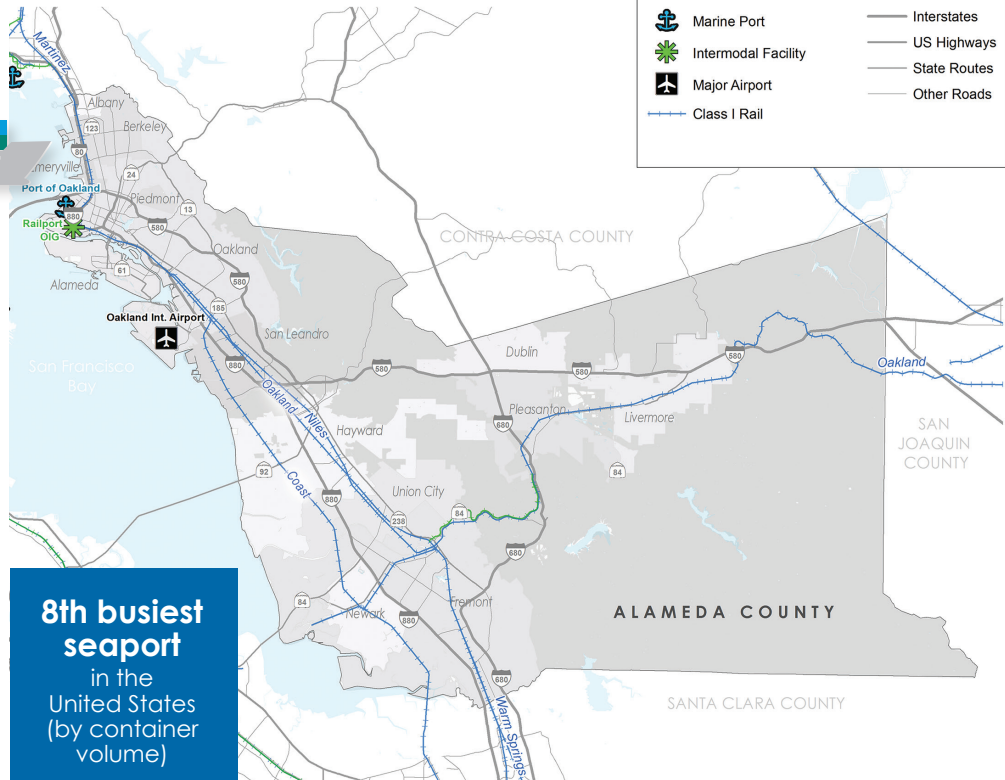 Marine Port
Intermodal Facility
Major Airport
Class I Rail
Interstates
US Highways
State Routes
Other Roads
Martinez
Albany
123
Berkeley
80
meryville
24
Port of Oakland
Piedmont
880
13
Railport
OIG
580
Oakland
CONTRA COSTA COUNTY
61
580
Alameda
185
Oakland Int. Airport
San Leandro
San Francisco
Bay
880
580
Dublin
580
580
Oakland
Oakland
Niles
Pleasanton
Livermore
680
Hayward
SAN
JOAQUIN
COUNTY
92
84
Coast
Union City
880
238
84
680
84
Newark
Fremont
880
ALAMEDA COUNTY
680
SANTA CLARA COUNTY
Warm Springs
8th busiest
seaport
in the
United States
(by container
volume)